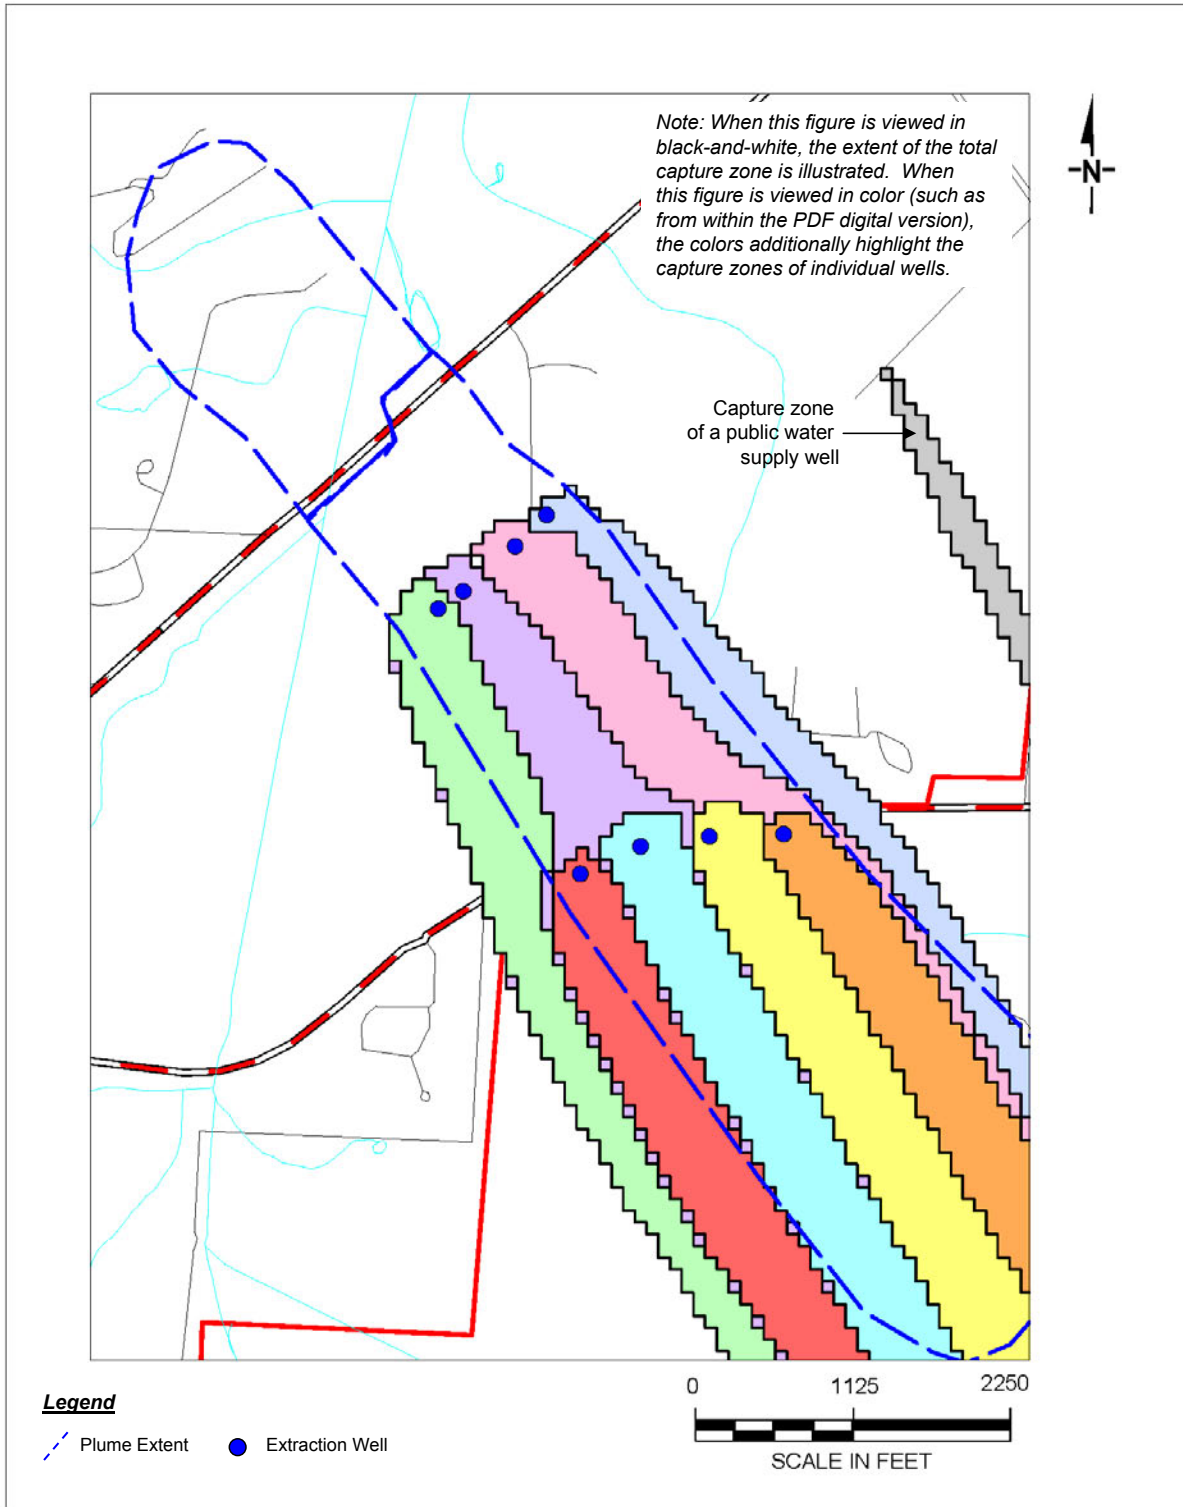 Note: When this figure is viewed in
black-and-white, the extent of the total
capture zone is illustrated. When
this figure is viewed in color (such as
from within the PDF digital version),
the colors additionally highlight the
capture zones of individual wells.
N
Capture zone
of a public water
supply well
Legend
Plume Extent
Extraction Well
0 1125 2250
SCALE IN FEET